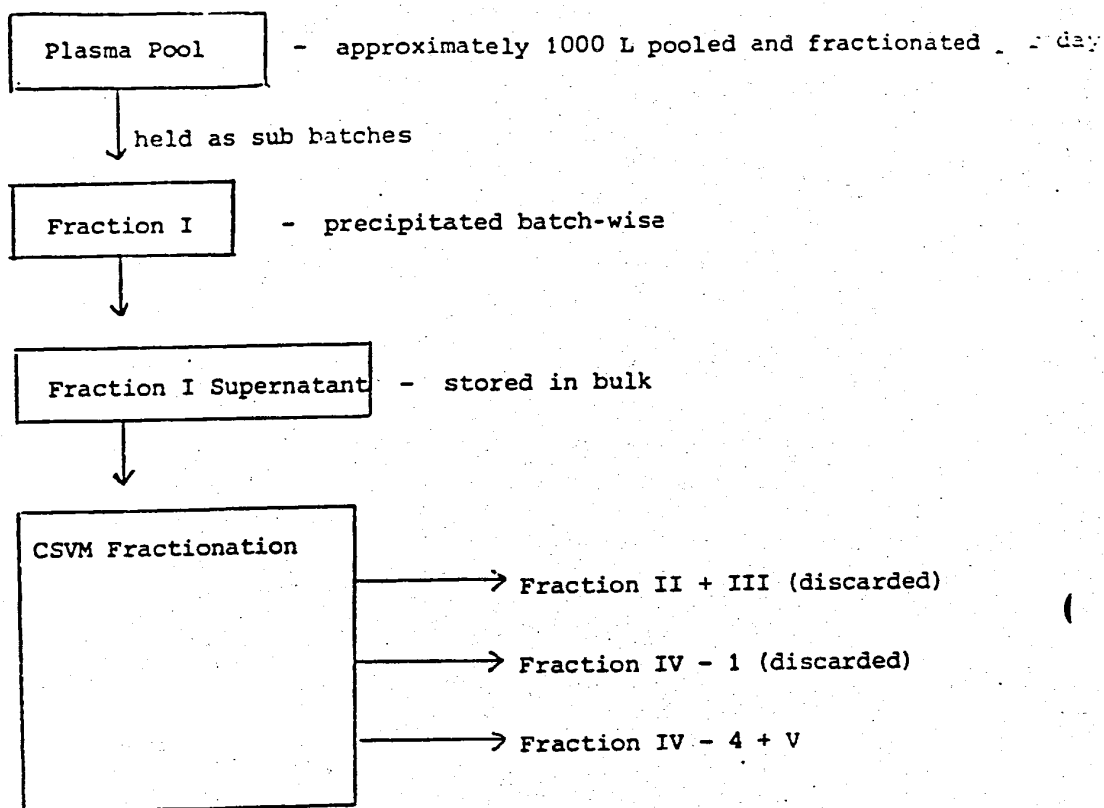 Plasma Pool - approximately 1000 L pooled and fractionated day
held as sub batches
Fraction I - precipitated batch-wise
Fraction I Supernatant - stored in bulk
CSVM Fractionation
Fraction II + III (discarded)
Fraction IV - 1 (discarded)
Fraction IV - 4 + V